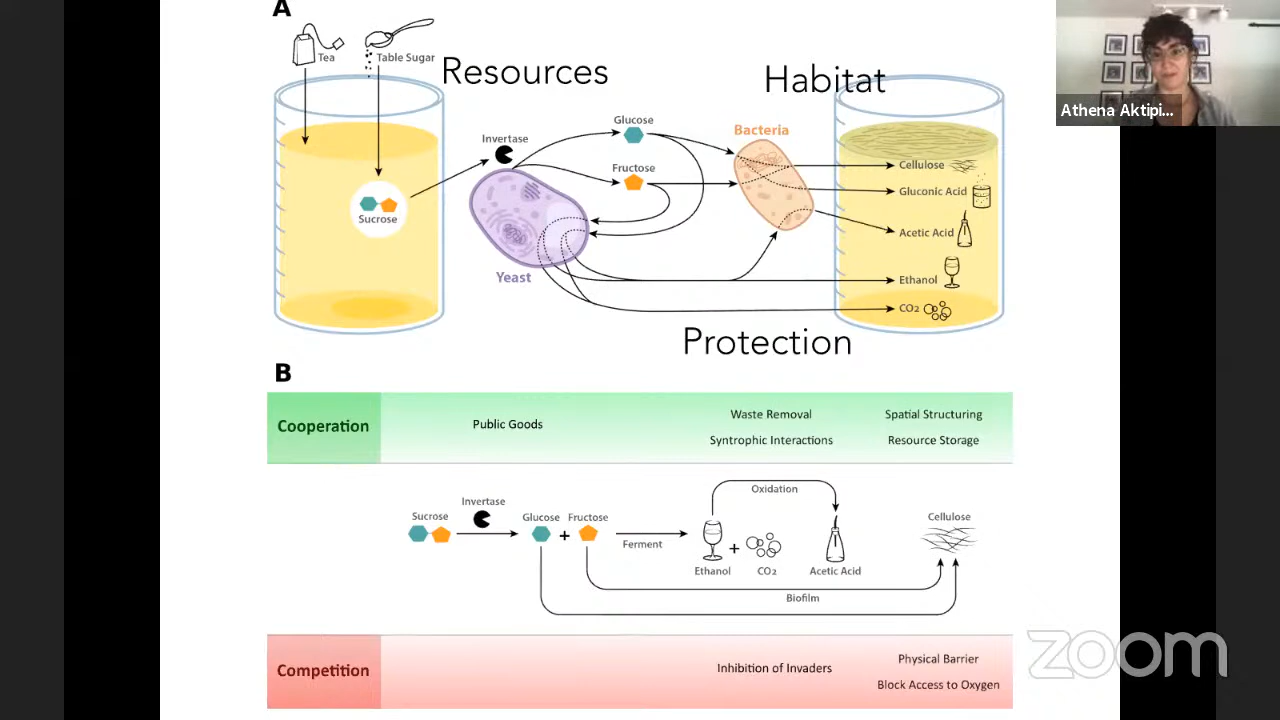 A
Tea
Table Sugar
Resources
Habitat
Athena Aktipi...
Glucose
Bacteria
Invertase
Fructose
Sucrose
Yeast
Cellulose
Gluconic Acid
Acetic Acid
Ethanol
CO2
Protection
B
Cooperation
Public Goods
Waste Removal
Syntrophic Interactions
Spatial Structuring
Resource Storage
Oxidation
Invertase
Sucrose
Glucose
Fructose
+
Ferment
+
Cellulose
Ethanol
CO2
Acetic Acid
Biofilm
Competition
Inhibition of Invaders
Physical Barrier
Block Access to Oxygen
zoom